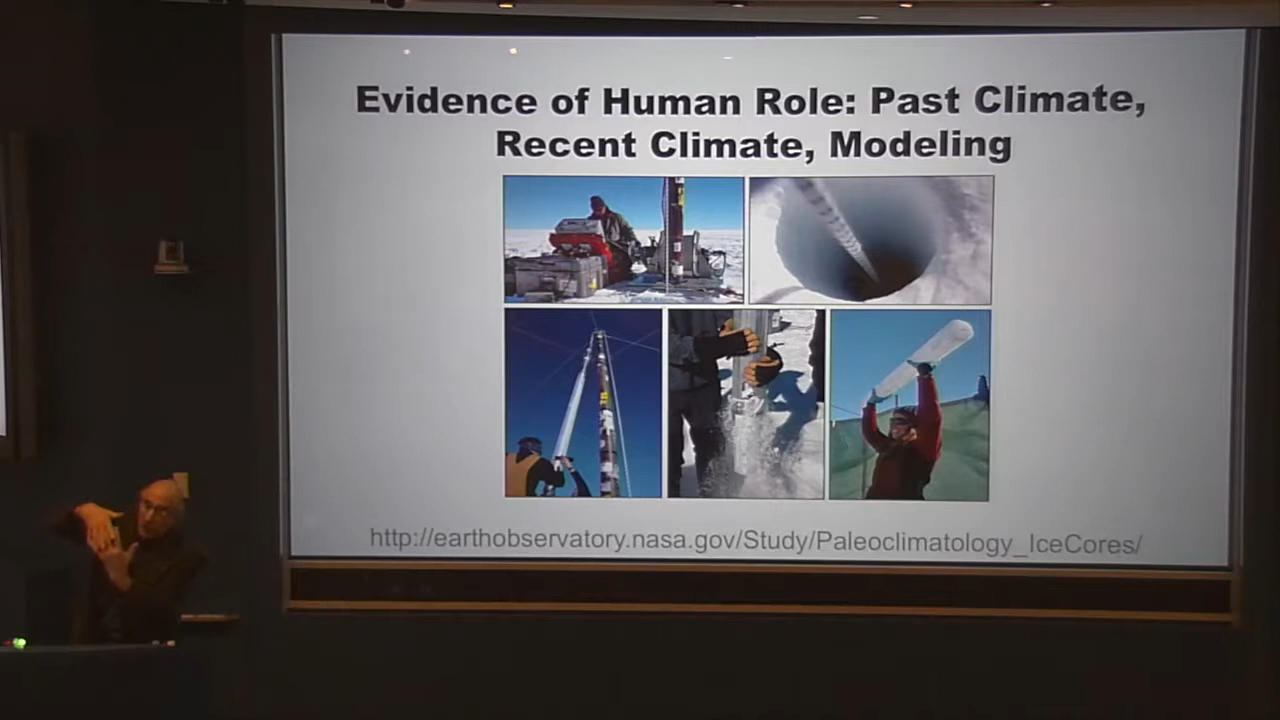 Evidence of Human Role: Past Climate,
Recent Climate, Modeling
http://earthobservatory.nasa.gov/Study/Paleoclimatology_IceCores/